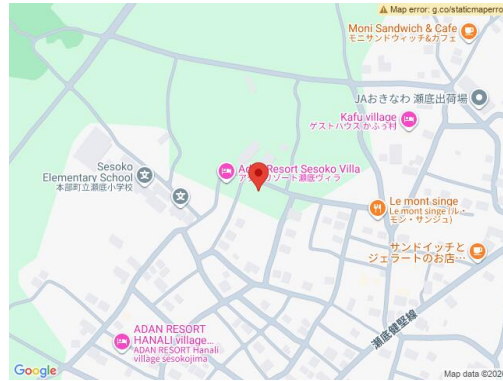 Map error: g.co/staticmaperro
Moni Sandwich & Cafe
モニサンドウィッチ&カフェ
JAおきなわ 瀬底出荷場
Kafu village
ゲストハウス かふぅ村
Sesoko
Elementary School
本部町立瀬底小学校
Adan Resort Sesoko Villa
アダンリゾート瀬底ヴィラ
Le mont singe
Le mont singe (ル・
モン・サンジュ)
サンドイッチと
ジェラートのお店…
瀬底健堅線
ADAN RESORT
HANALI village...
ADAN RESORT Hanali
village sesokojima
Google
Map data ©202